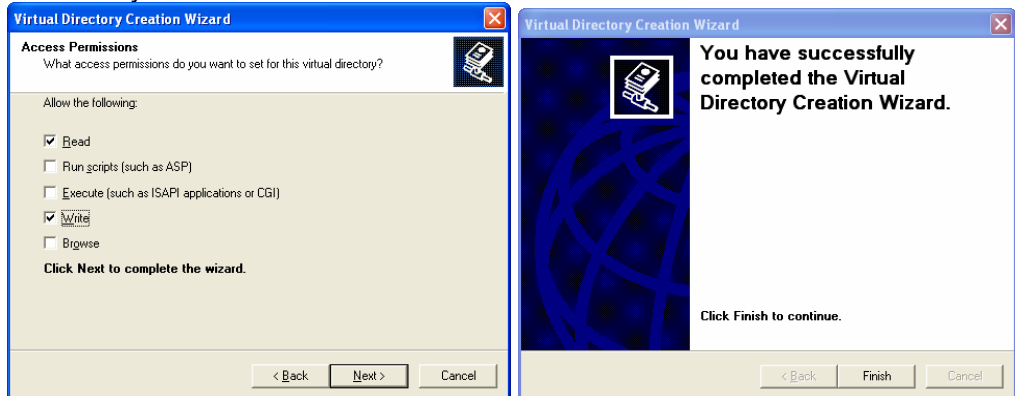 Virtual Directory Creation Wizard
Access Permissions
What access permissions do you want to set for this virtual directory?
Allow the following:
Read
Run scripts (such as ASP)
Execute (such as ISAPI applications or CGI)
Write
Browse
Click Next to complete the wizard.
< Back
Next >
Cancel
Virtual Directory Creation Wizard
You have successfully
completed the Virtual
Directory Creation Wizard.
Click Finish to continue.
< Back
Finish
Cancel